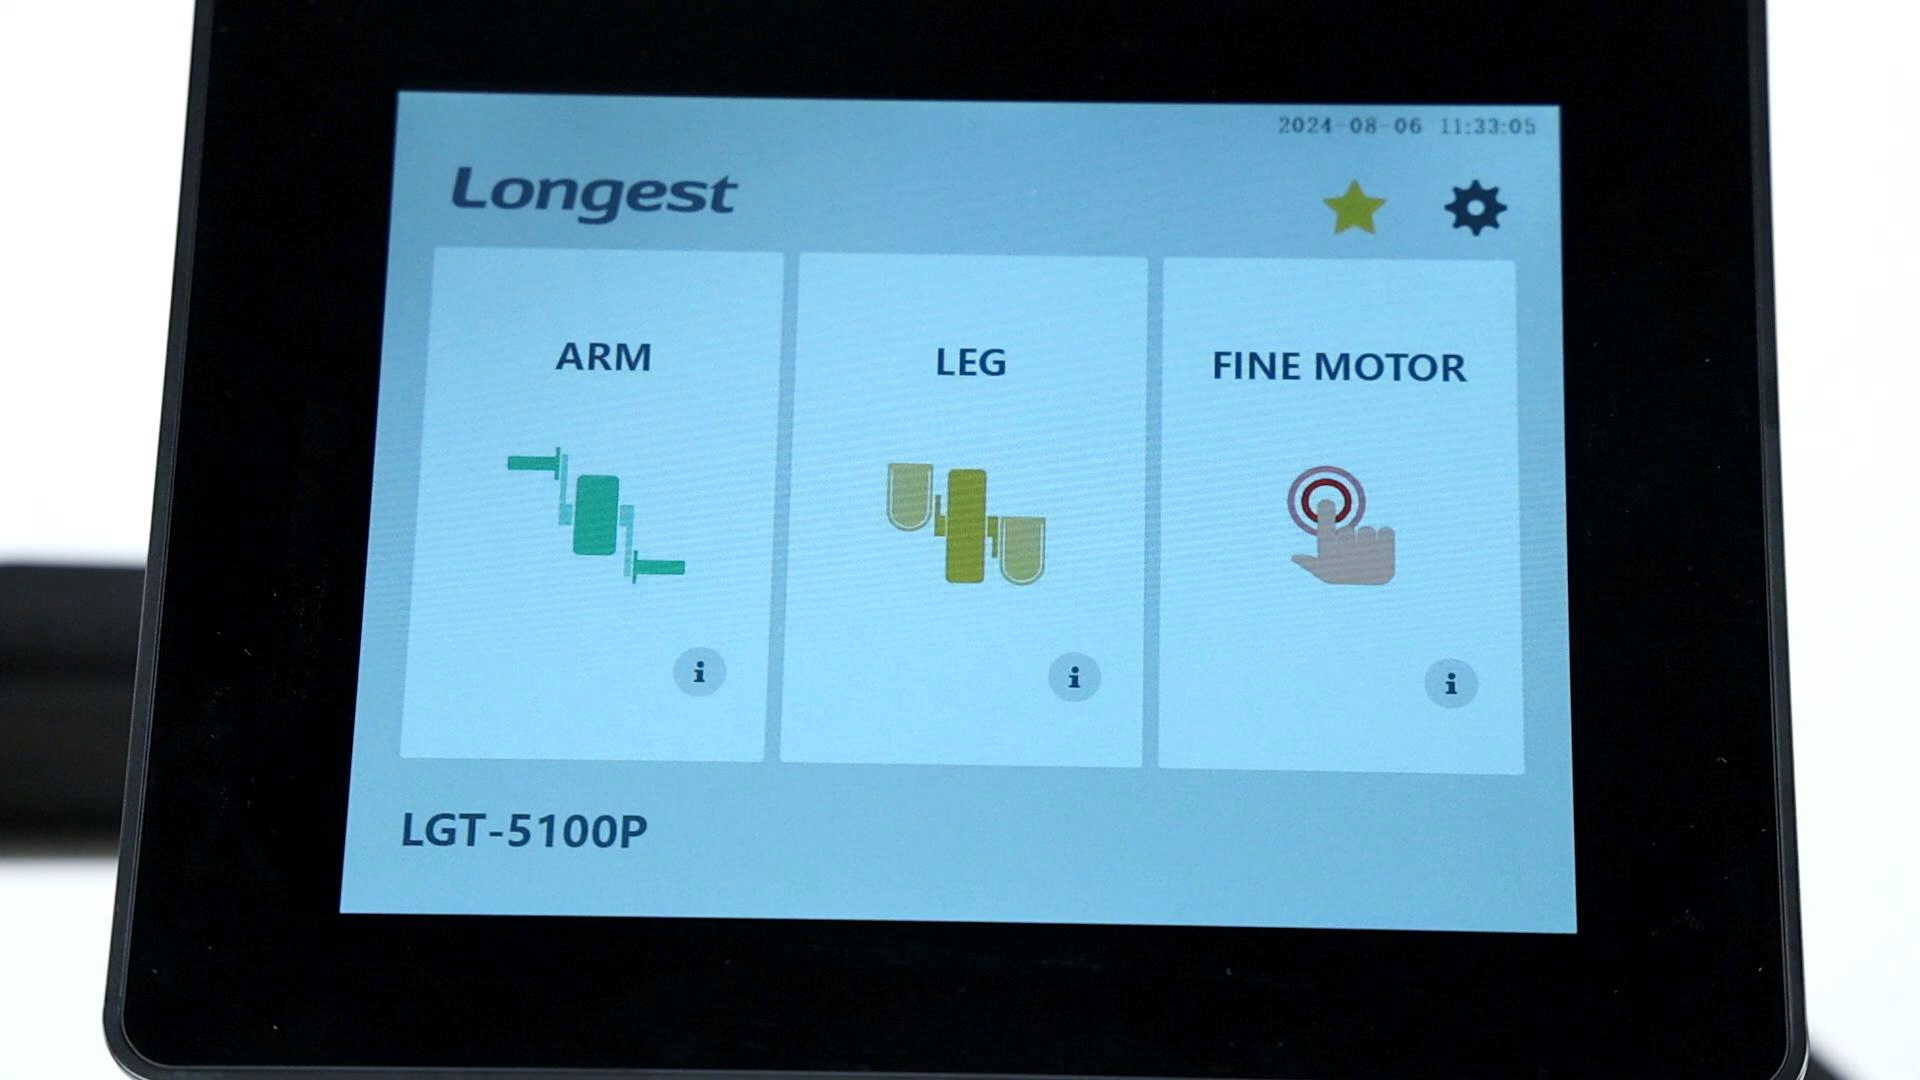 2024-08-06 11:33:05
Longest
ARM
LEG
FINE MOTOR
i
i
i
LGT-5100P